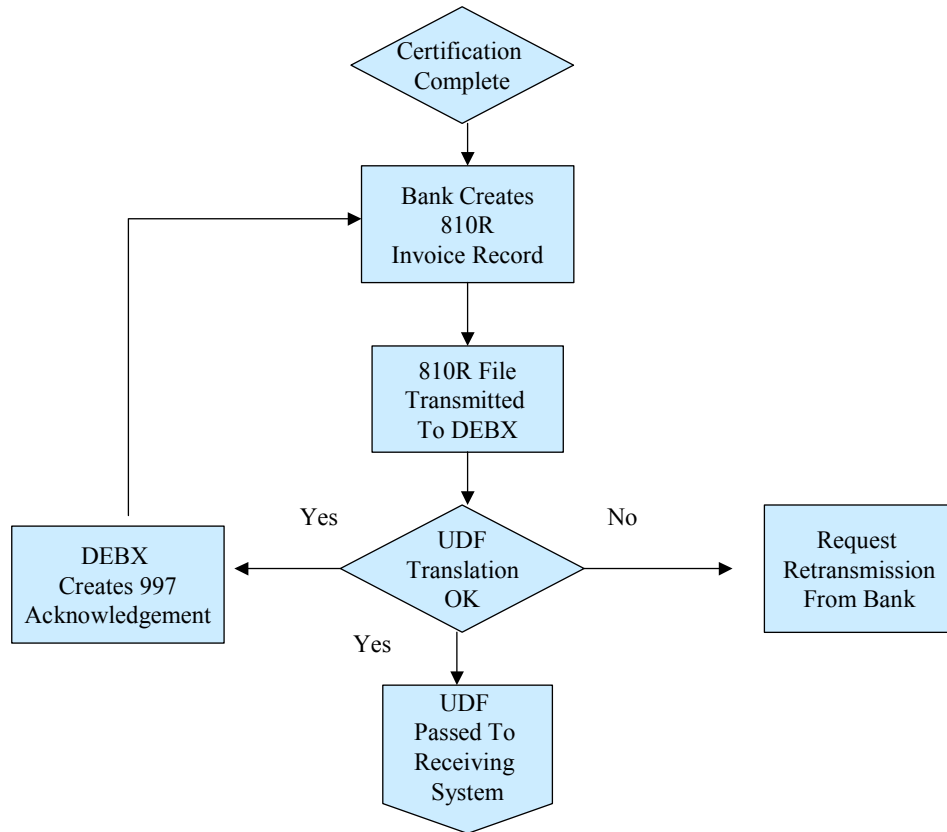 Certification
Complete
Bank Creates
810R
Invoice Record
810R File
Transmitted
To DEBX
Yes
No
DEBX
Creates 997
Acknowledgement
UDF
Translation
OK
Request
Retransmission
From Bank
Yes
UDF
Passed To
Receiving
System